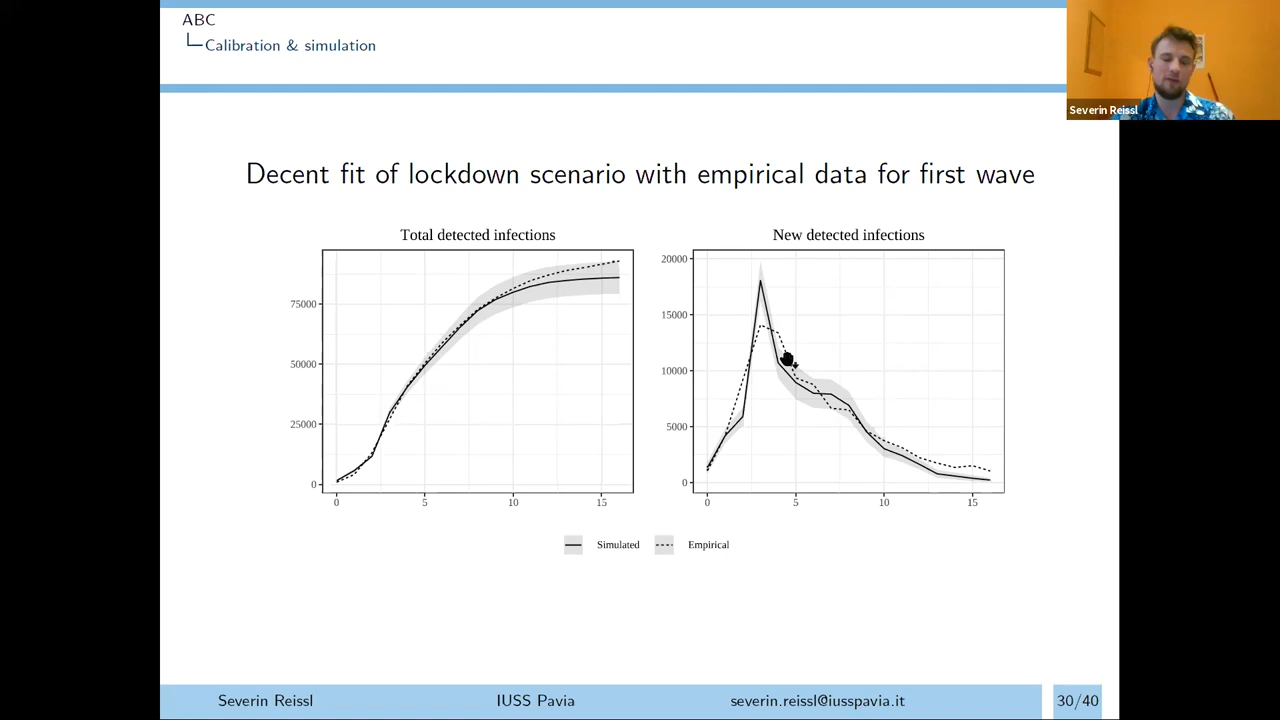 ABC
Calibration & simulation
Severin Reissl
Decent fit of lockdown scenario with empirical data for first wave
Total detected infections
75000
50000
25000
0
0 5 10 15
New detected infections
20000
15000
10000
5000
0
0 5 10 15
Simulated Empirical
Severin Reissl IUSS Pavia severin.reissl@iusspavia.it 30/40